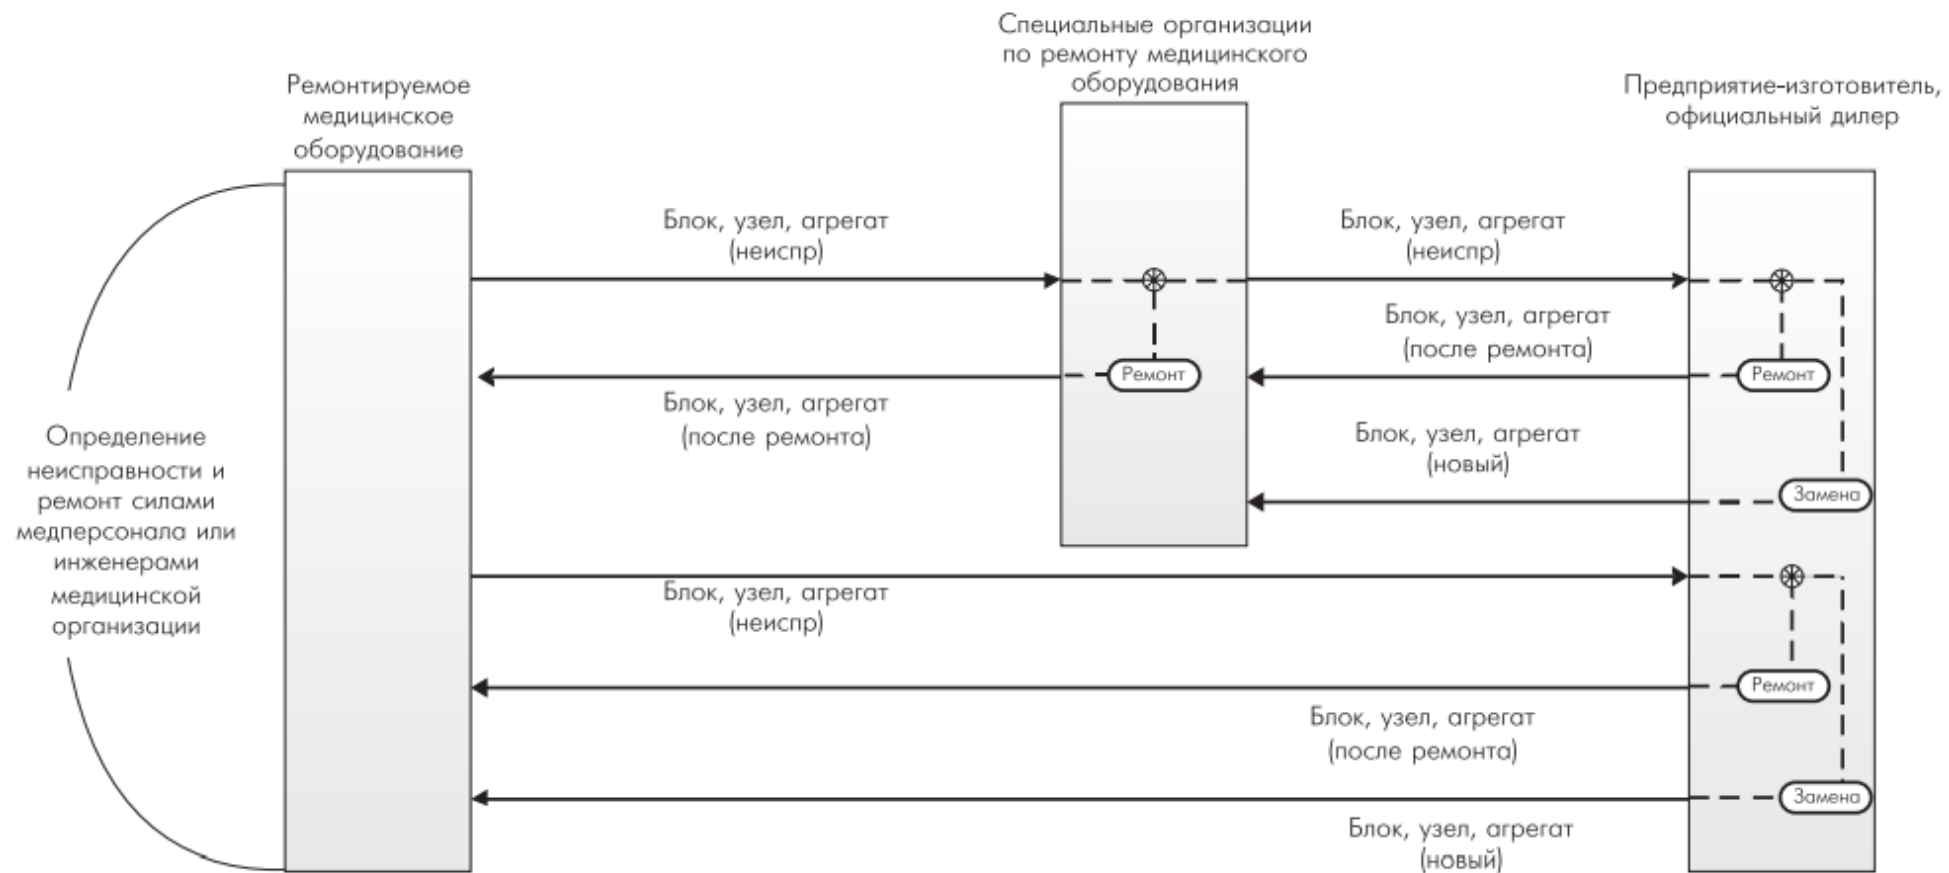 Специальные организации
по ремонту медицинского
оборудования
Ремонтируемое
медицинское
оборудование
Предприятие-изготовитель,
официальный дилер
Блок, узел, агрегат
(неиспр)
Блок, узел, агрегат
(неиспр)
Блок, узел, агрегат
(после ремонта)
Ремонт
Ремонт
Блок, узел, агрегат
(после ремонта)
Блок, узел, агрегат
(новый)
Замена
Определение
неисправности и
ремонт силами
медперсонала или
инженерами
медицинской
организации
Блок, узел, агрегат
(неиспр)
Ремонт
Блок, узел, агрегат
(после ремонта)
Замена
Блок, узел, агрегат
(новый)